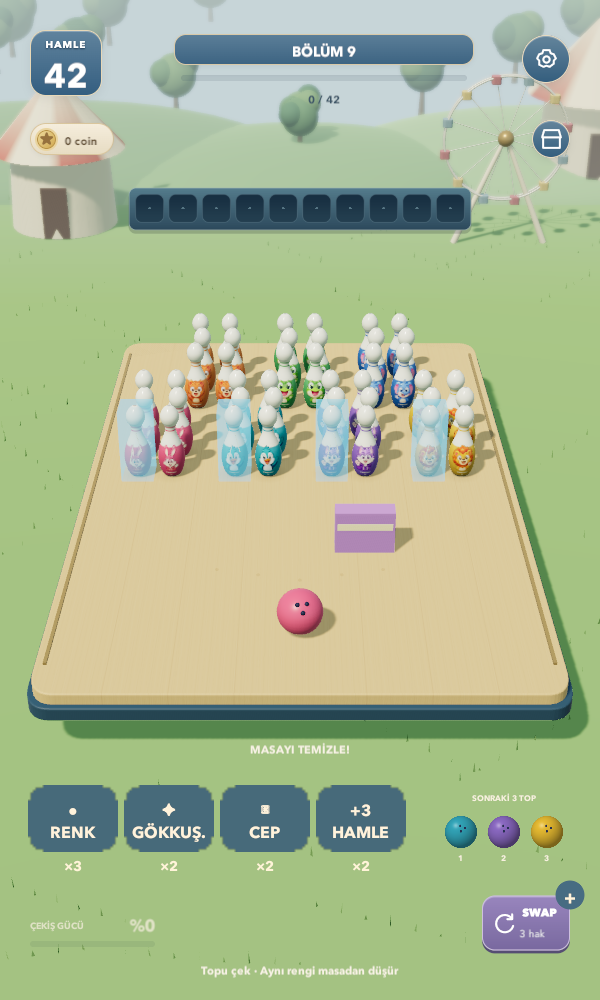 HAMLE
42
BÖLÜM 9
0 / 42
0 coin
MASAYI TEMİZLE!
RENK
×3
GÖKKUŞ.
×2
CEP
×2
+3
HAMLE
×2
SONRAKİ 3 TOP
1 2 3
ÇEKİŞ GÜCÜ %0
SWAP
3 hak
+
Topu çek · Aynı rengi masadan düşür